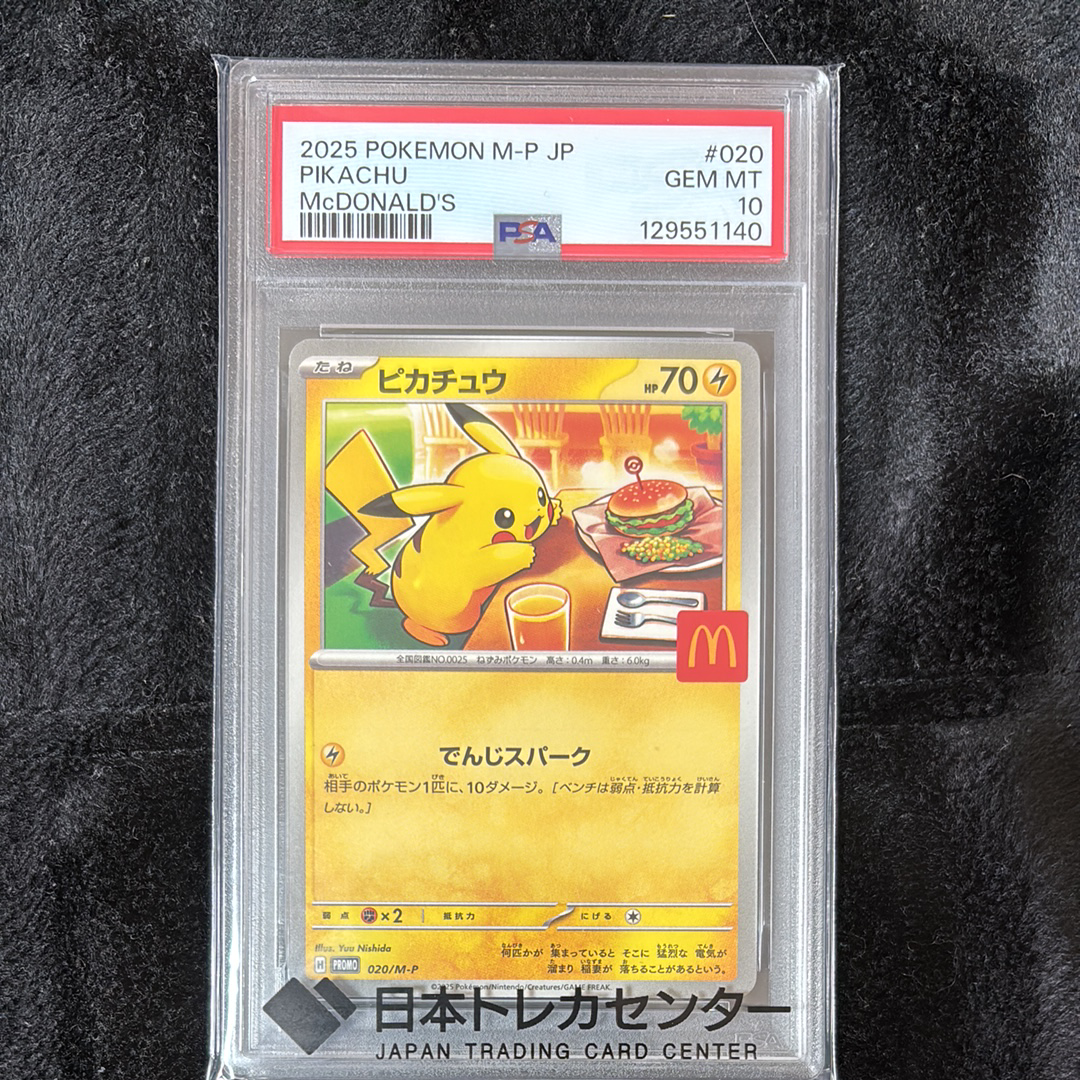 2025 POKEMON M-P JP #020
PIKACHU GEM MT
McDONALD'S 10
PSA 129551140
たね ピカチュウ HP70
全国図鑑NO.0025 ねずみポケモン 高さ:0.4m 重さ:6.0kg
でんじスパーク
相手のポケモン1匹に、10ダメージ。[ベンチは弱点・抵抗力を計算
しない。]
弱点 ×2 抵抗力 にげる
Illus. Yuu Nishida
何匹かが 集まっていると そこに 猛烈な 電気が
溜まり 稲妻が 落ちることがあるという。
H PROMO 020/M-P
©2025 Pokémon/Nintendo/Creatures/GAME FREAK.
日本トレカセンター
JAPAN TRADING CARD CENTER